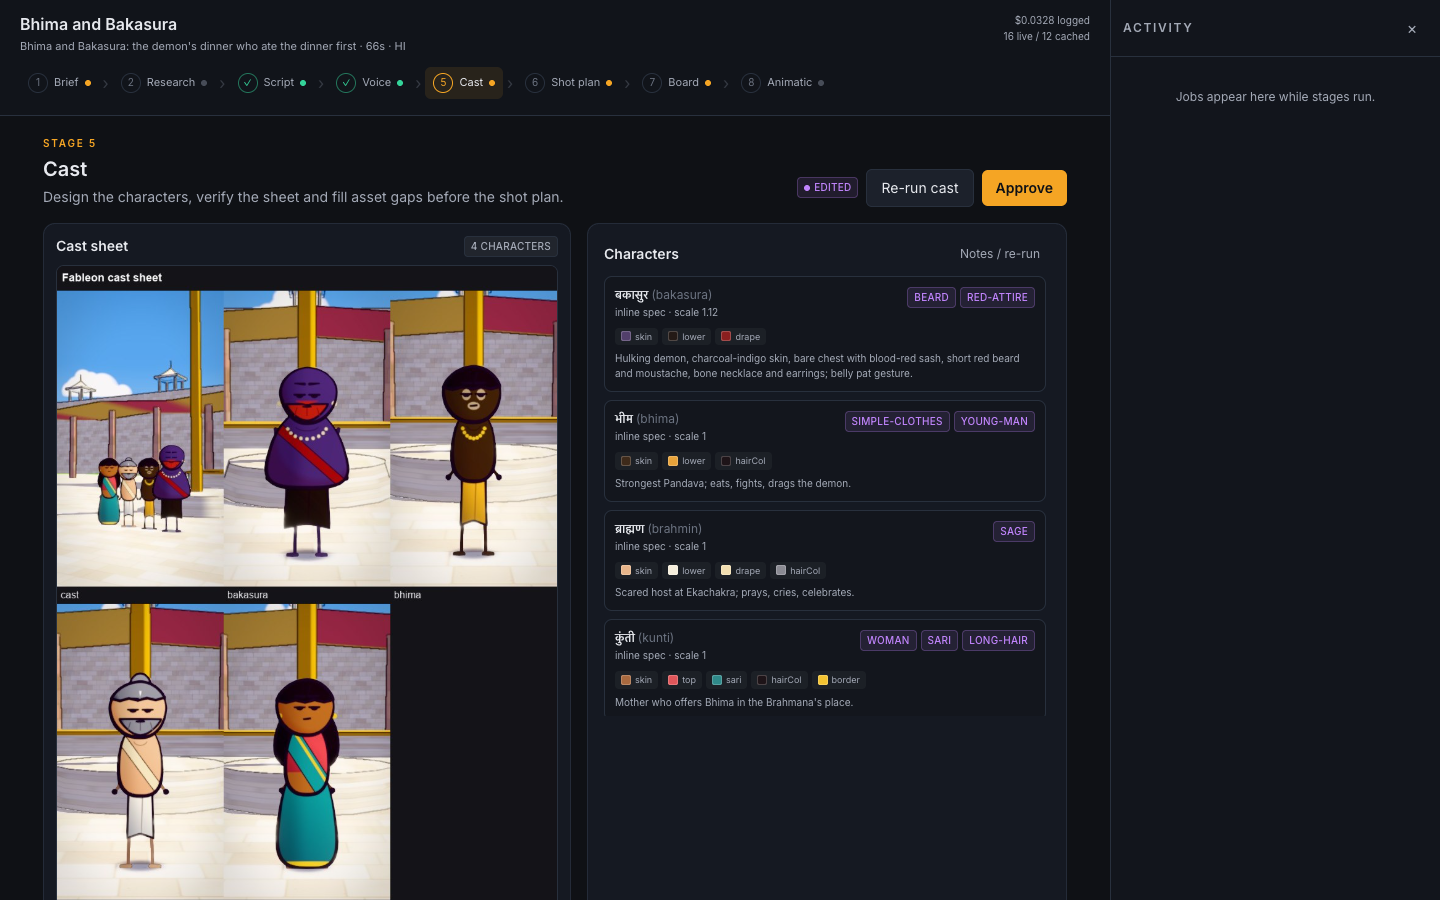 Bhima and Bakasura
Bhima and Bakasura: the demon's dinner who ate the dinner first · 66s · HI
$0.0328 logged
16 live / 12 cached
ACTIVITY
×
1 Brief
2 Research
Script
Voice
5 Cast
6 Shot plan
7 Board
8 Animatic
Jobs appear here while stages run.
STAGE 5
Cast
Design the characters, verify the sheet and fill asset gaps before the shot plan.
EDITED
Re-run cast
Approve
Cast sheet
4 CHARACTERS
Fableon cast sheet
cast
bakasura
bhima
Characters
Notes / re-run
बकासुर (bakasura)
BEARD
RED-ATTIRE
inline spec · scale 1.12
skin
lower
drape
Hulking demon, charcoal-indigo skin, bare chest with blood-red sash, short red beard
and moustache, bone necklace and earrings; belly pat gesture.
भीम (bhima)
SIMPLE-CLOTHES
YOUNG-MAN
inline spec · scale 1
skin
lower
hairCol
Strongest Pandava; eats, fights, drags the demon.
ब्राह्मण (brahmin)
SAGE
inline spec · scale 1
skin
lower
drape
hairCol
Scared host at Ekachakra; prays, cries, celebrates.
कुंती (kunti)
WOMAN
SARI
LONG-HAIR
inline spec · scale 1
skin
top
sari
hairCol
border
Mother who offers Bhima in the Brahmana's place.